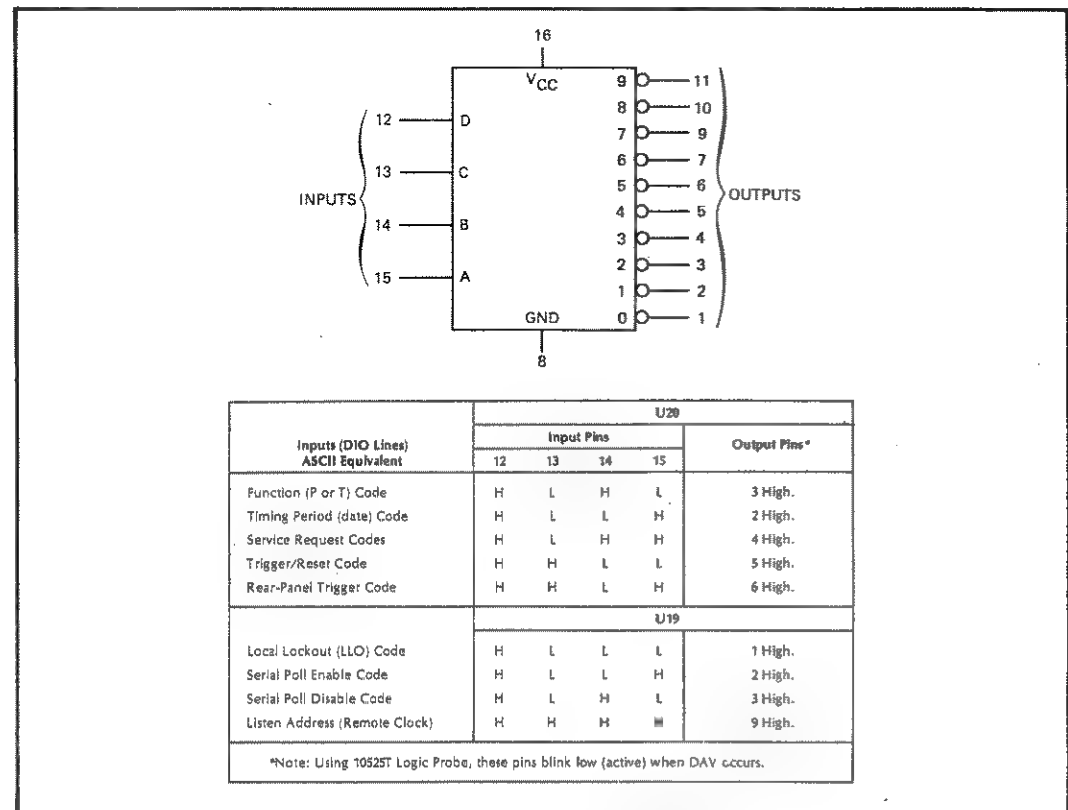 16
VCC
9 11
8 10
12 D
7 9
6 7
13 C
5 6
INPUTS
OUTPUTS
4 5
14 B
3 4
2 3
15 A
1 2
GND
0 1
8
U20
Inputs (DIO Lines)
ASCII Equivalent
Input Pins
Output Pins*
12 13 14 15
Function (P or T) Code H L H L 3 High.
Timing Period (date) Code H L L H 2 High.
Service Request Codes H L H H 4 High.
Trigger/Reset Code H H L L 5 High.
Rear-Panel Trigger Code H H L H 6 High.
U19
Local Lockout (LLO) Code H L L L 1 High.
Serial Poll Enable Code H L L H 2 High.
Serial Poll Disable Code H L H L 3 High.
Listen Address (Remote Clock) H H H 9 High.
*Note: Using 10525T Logic Probe, these pins blink low (active) when DAV occurs.